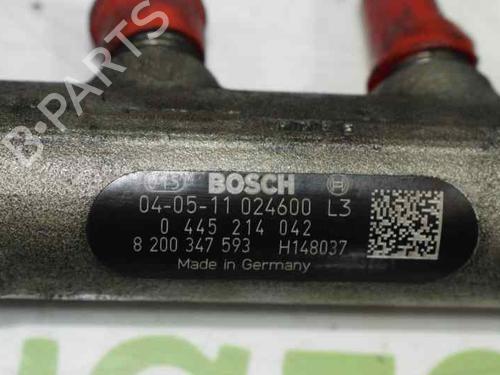 B-PARTS
CRS BOSCH
04-05-11 024600 L3
0 445 214 042
8 200 347 593 H148037
Made in Germany